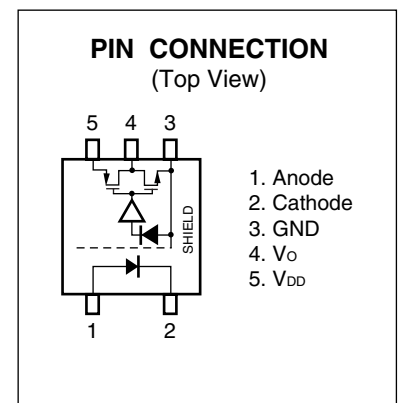 PIN CONNECTION
(Top View)
5 4 3
SHIELD
1 2
1. Anode
2. Cathode
3. GND
4. Vo
5. VDD